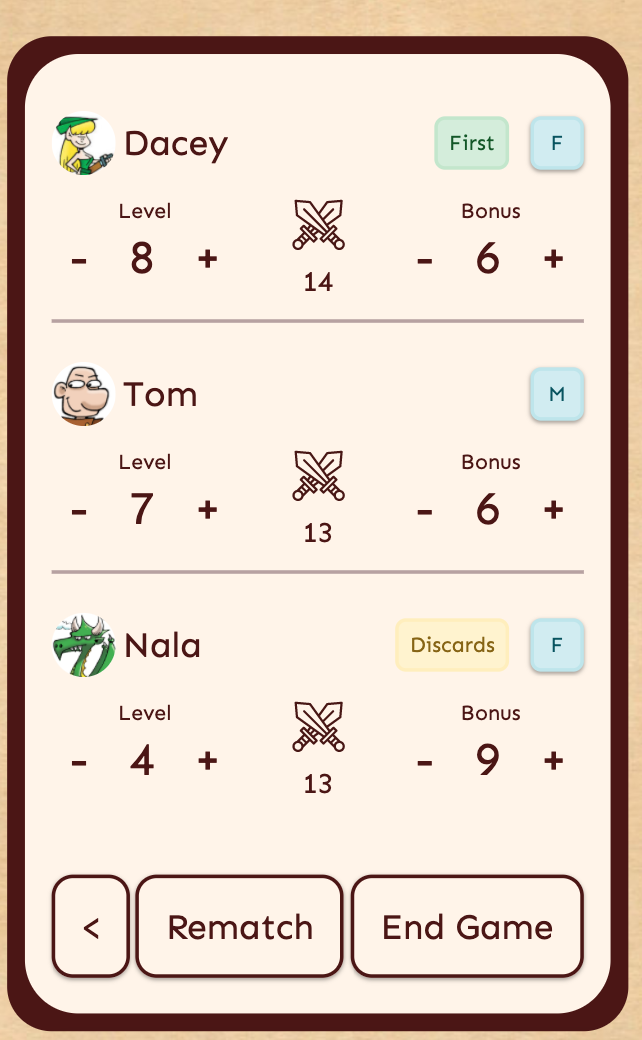 Dacey First F
Level Bonus
- 8 + 14 - 6 +
Tom M
Level Bonus
- 7 + 13 - 6 +
Nala Discards F
Level Bonus
- 4 + 13 - 9 +
< Rematch End Game